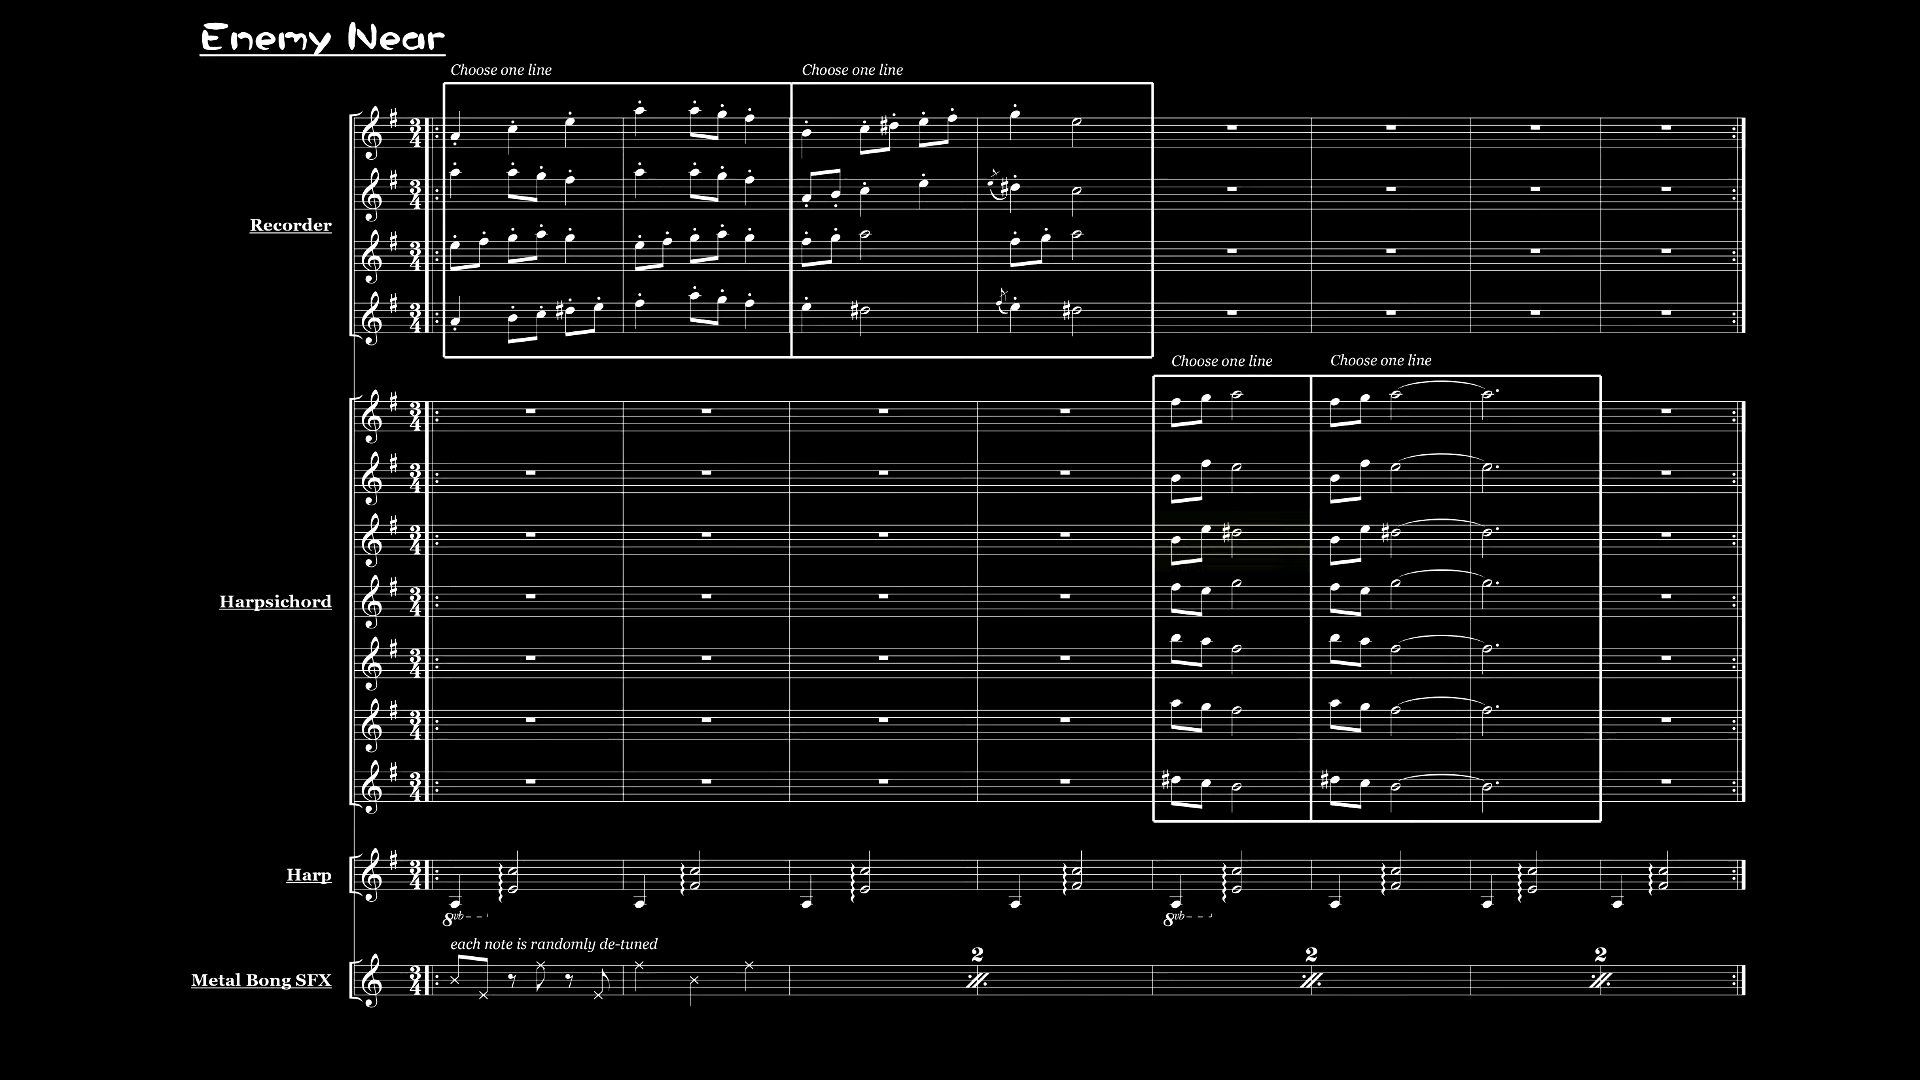 Enemy Near
Choose one line
Choose one line
Recorder
Choose one line
Choose one line
Harpsichord
Harp
8vb
8vb
each note is randomly de-tuned
2
2
2
Metal Bong SFX